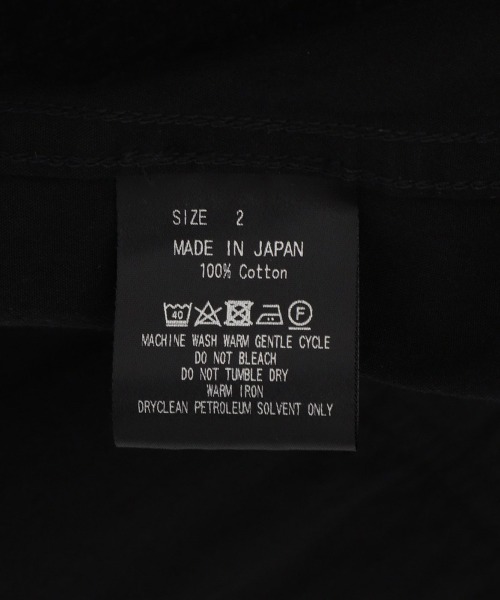 SIZE 2
MADE IN JAPAN
100% Cotton
40 F
MACHINE WASH WARM GENTLE CYCLE
DO NOT BLEACH
DO NOT TUMBLE DRY
WARM IRON
DRYCLEAN PETROLEUM SOLVENT ONLY